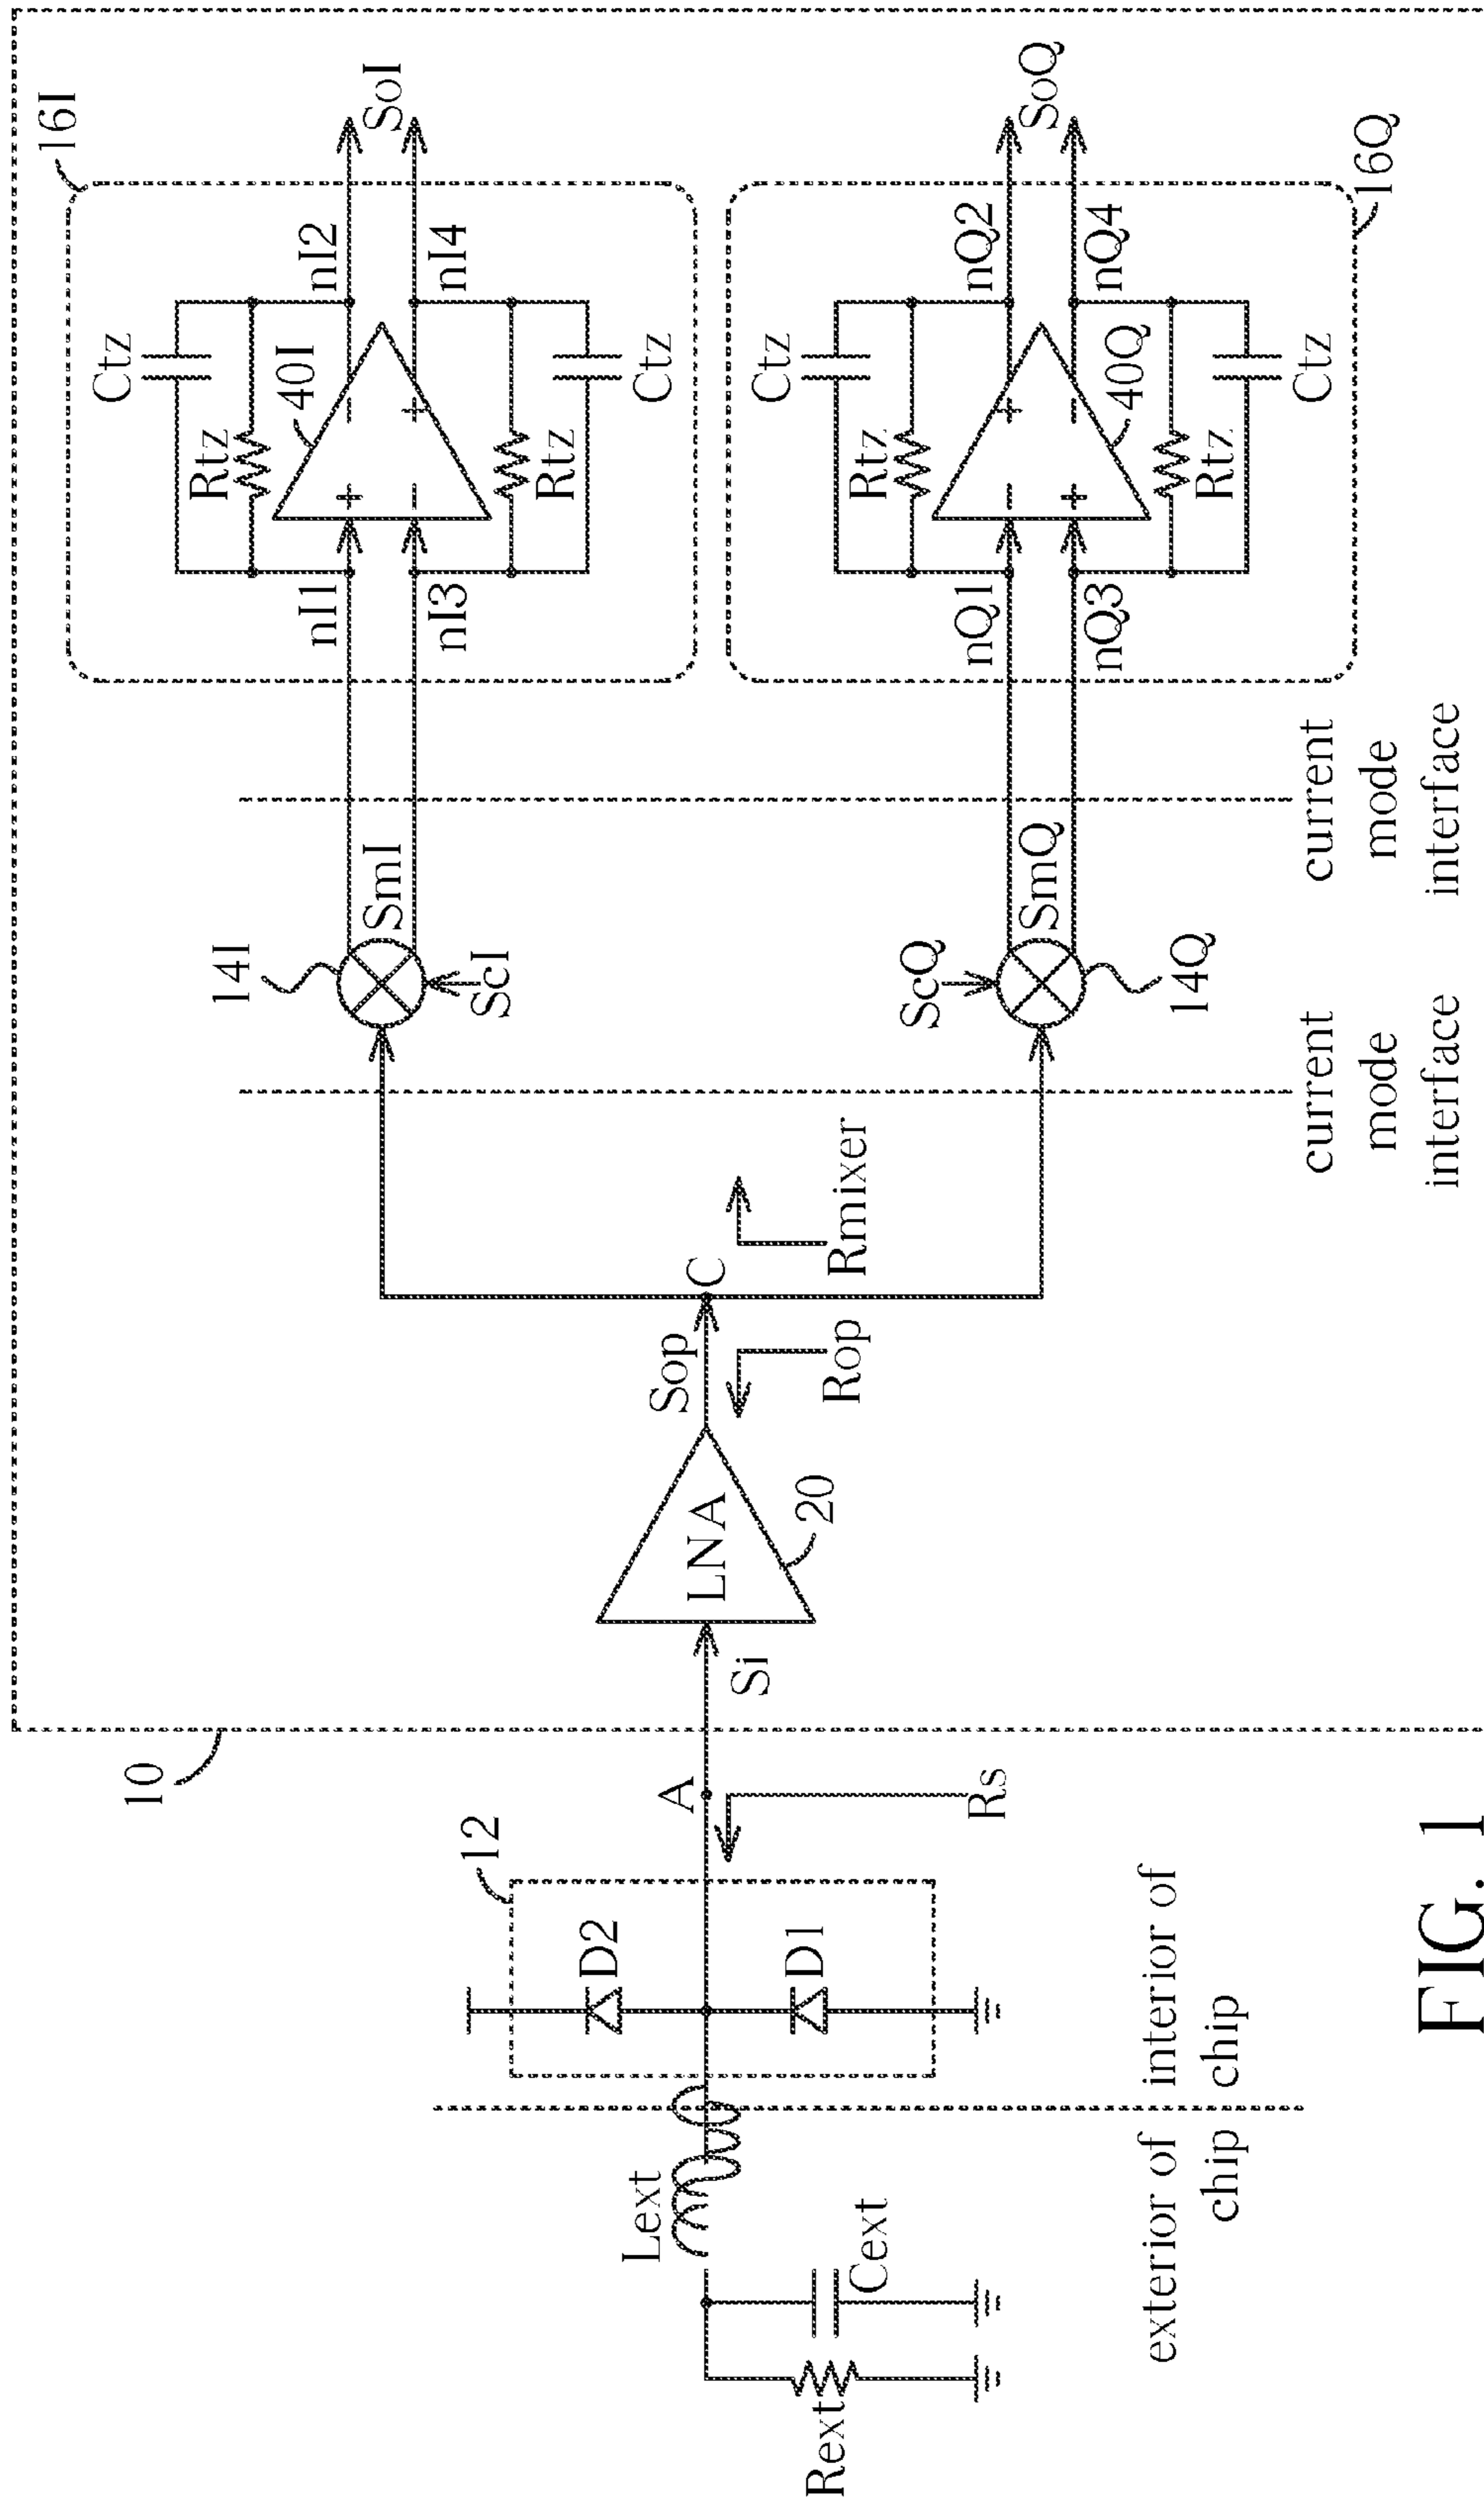 10
16I
Ctz
Rtz
40I
nI1
nI2
SoI
nI3
nI4
Rtz
Ctz
14I
SmI
ScI
12
D2
D1
Lext
Rext
Cext
A
Rs
Si
LNA
20
Sop
C
Rop
Rmixer
ScQ
SmQ
14Q
Ctz
Rtz
40Q
nQ1
nQ2
SoQ
nQ3
nQ4
Rtz
Ctz
16Q
exterior of
chip
interior of
chip
current
mode
interface
current
mode
interface
FIG. 1